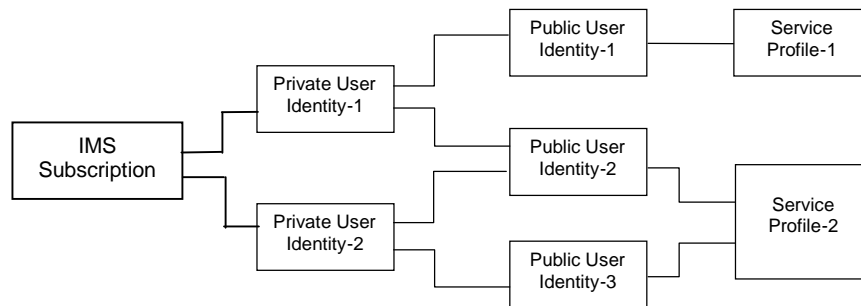 IMS
Subscription
Private User
Identity-1
Private User
Identity-2
Public User
Identity-1
Public User
Identity-2
Public User
Identity-3
Service
Profile-1
Service
Profile-2